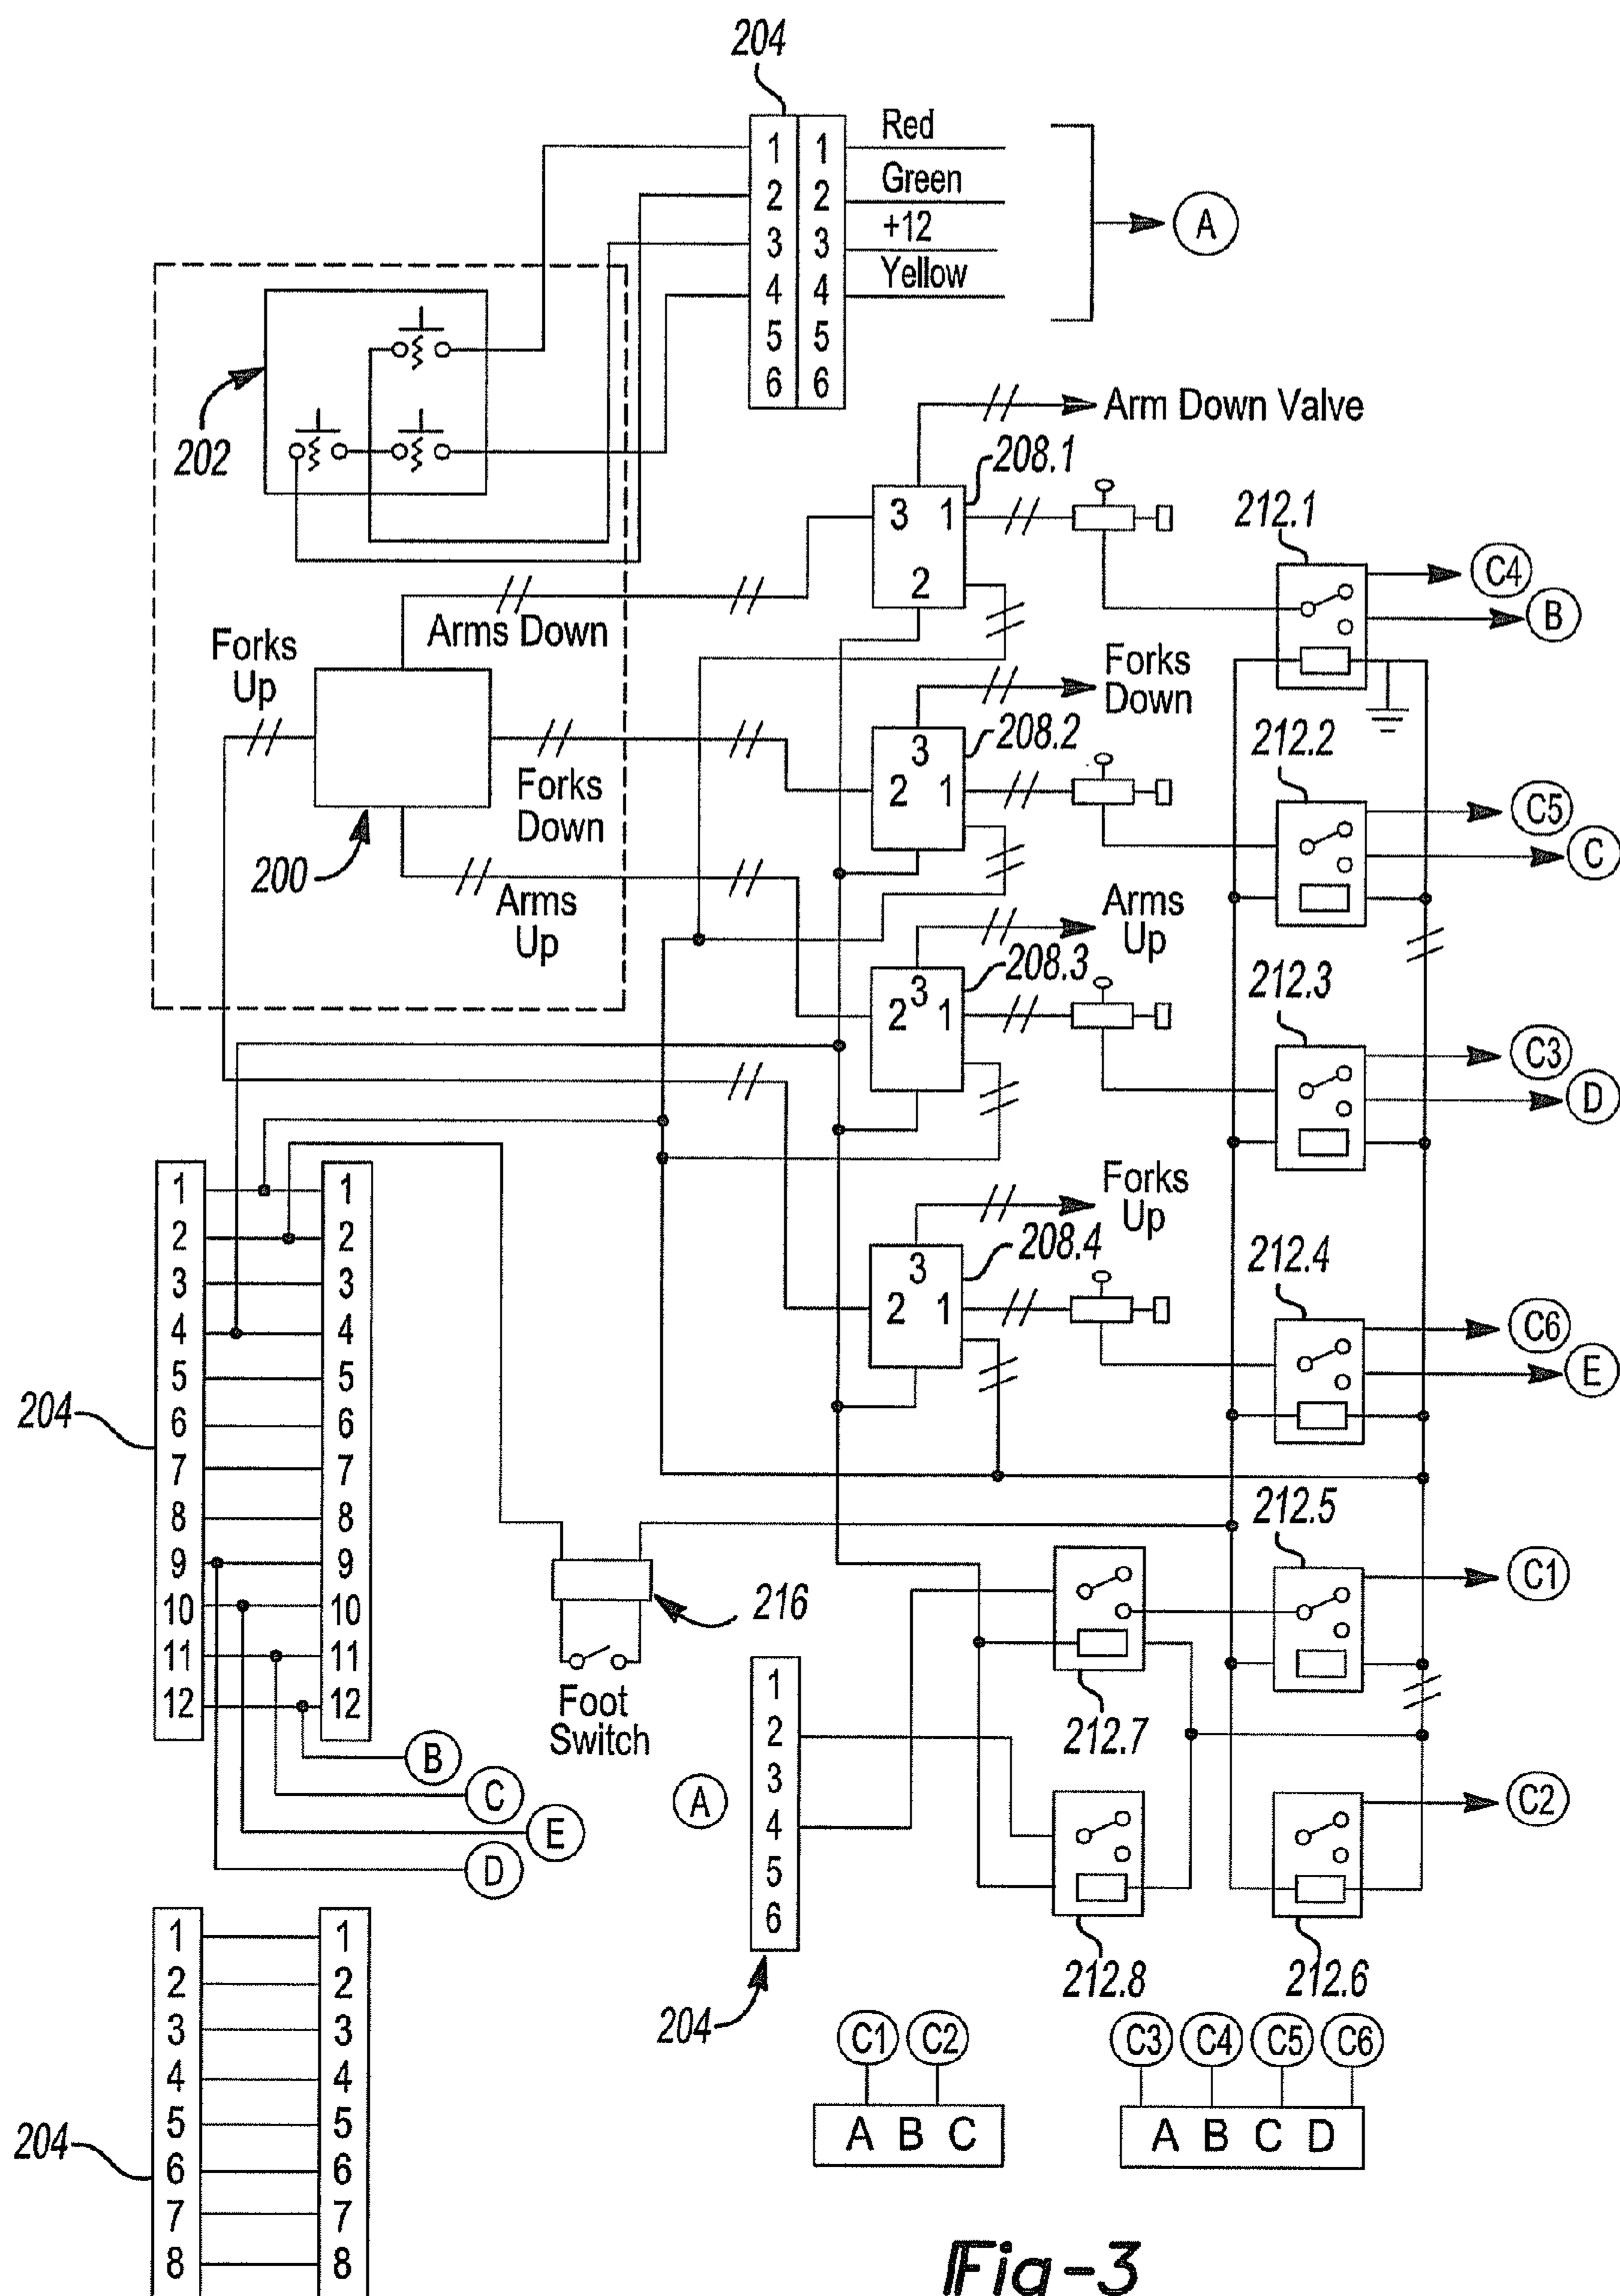 204
1 1 Red
2 2 Green
3 3 +12
4 4 Yellow
5 5
6 6
A
202
Arm Down Valve
208.1
3 1
2
212.1
C4
B
Arms Down
Forks
Up
Forks
Down
200
Arms
Up
Forks
Down
208.2
3
2 1
212.2
C5
C
Arms
Up
208.3
3
2 1
212.3
C3
D
Forks
Up
208.4
3
2 1
212.4
C6
E
204
1 1
2 2
3 3
4 4
5 5
6 6
7 7
8 8
9 9
10 10
11 11
12 12
B
C
E
D
216
Foot
Switch
212.5
C1
212.7
A
1
2
3
4
5
6
204
212.8
C2
212.6
204
1 1
2 2
3 3
4 4
5 5
6 6
7 7
8 8
C1 C2
A B C
C3 C4 C5 C6
A B C D
Fig-3